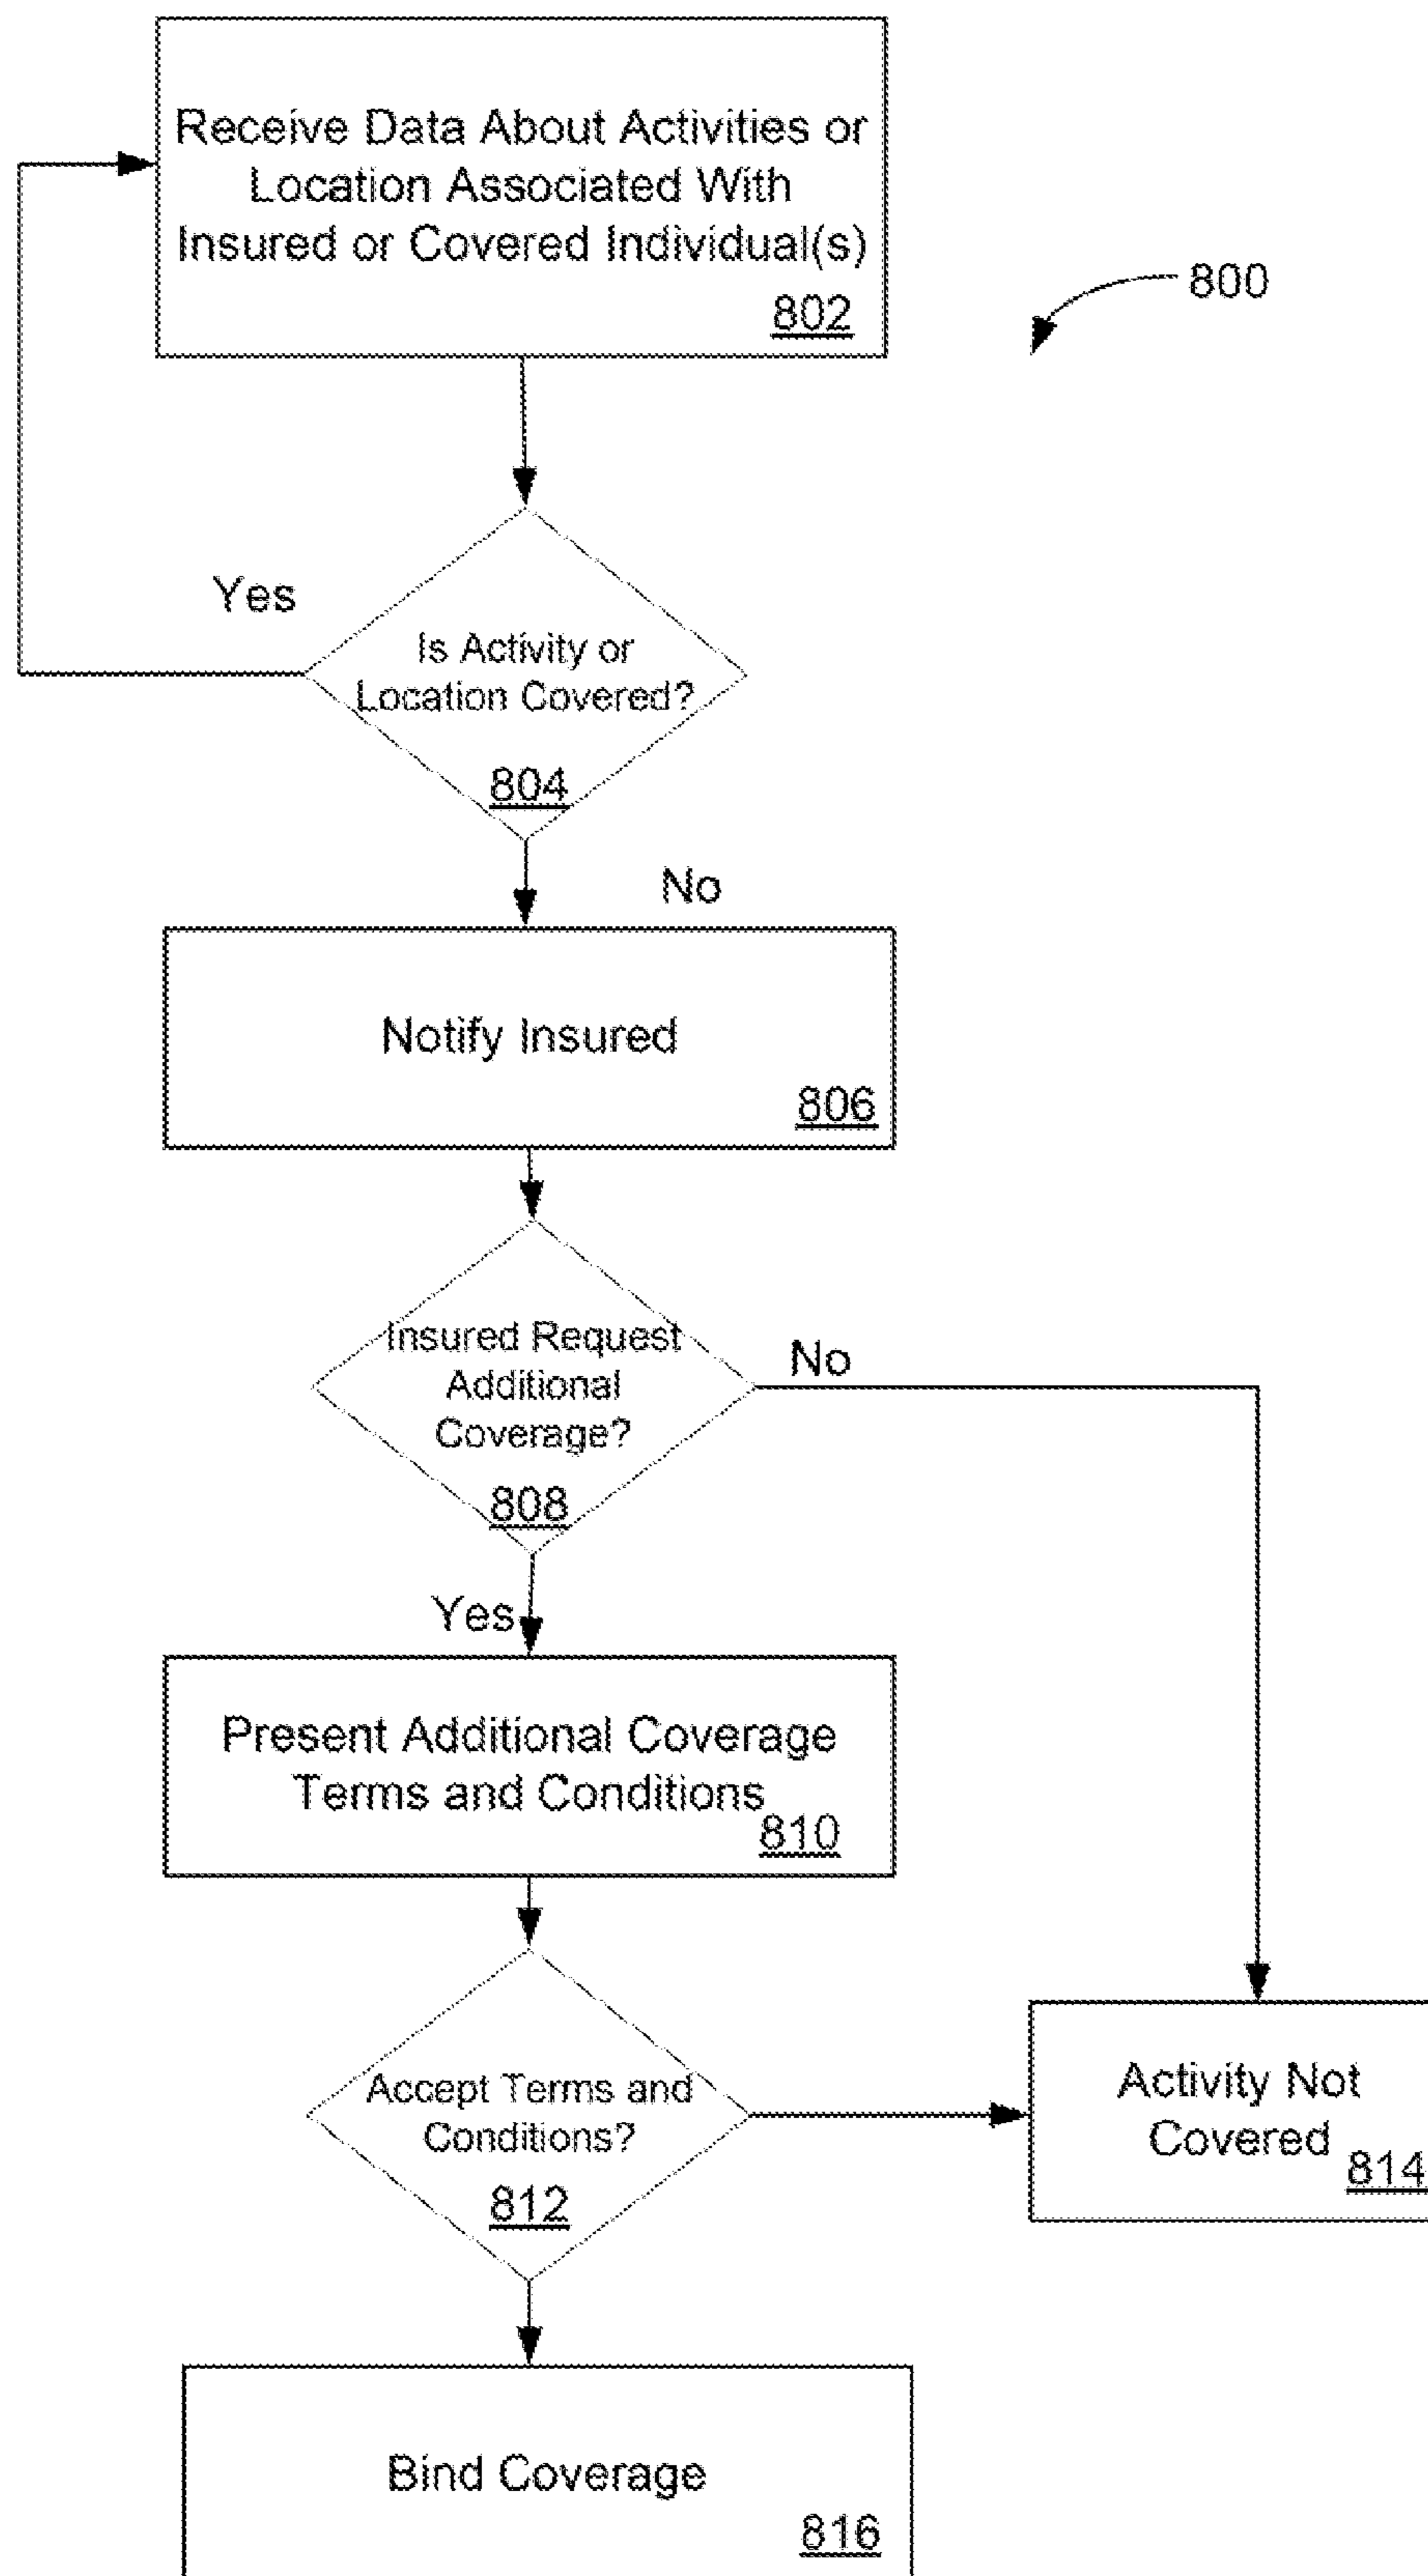 Receive Data About Activities or
Location Associated With
Insured or Covered Individual(s)
802
800
Yes
Is Activity or
Location Covered?
804
No
Notify Insured
806
Insured Request
Additional
Coverage?
808
No
Yes
Present Additional Coverage
Terms and Conditions
810
Accept Terms and
Conditions?
812
Activity Not
Covered
814
Bind Coverage
816